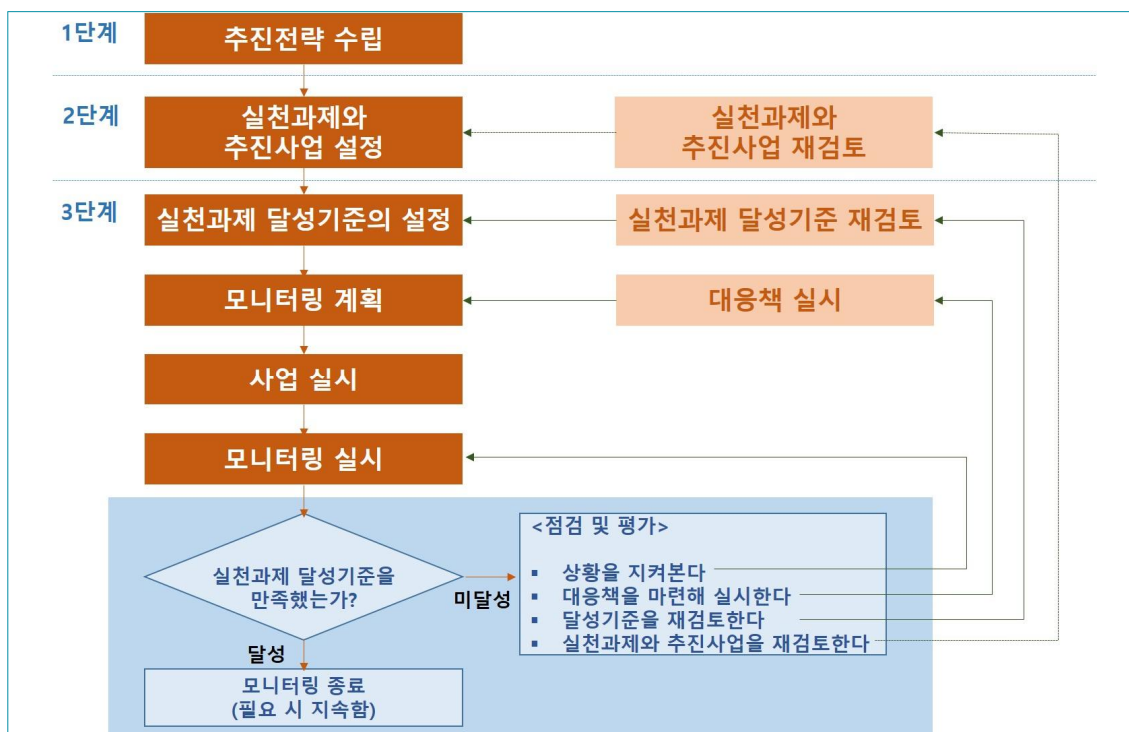 1단계
추진전략 수립
2단계
실천과제와
추진사업 설정
실천과제와
추진사업 재검토
3단계
실천과제 달성기준의 설정
실천과제 달성기준 재검토
모니터링 계획
대응책 실시
사업 실시
모니터링 실시
실천과제 달성기준을
만족했는가?
미달성
<점검 및 평가>
▪ 상황을 지켜본다
▪ 대응책을 마련해 실시한다
▪ 달성기준을 재검토한다
▪ 실천과제와 추진사업을 재검토한다
달성
모니터링 종료
(필요 시 지속함)